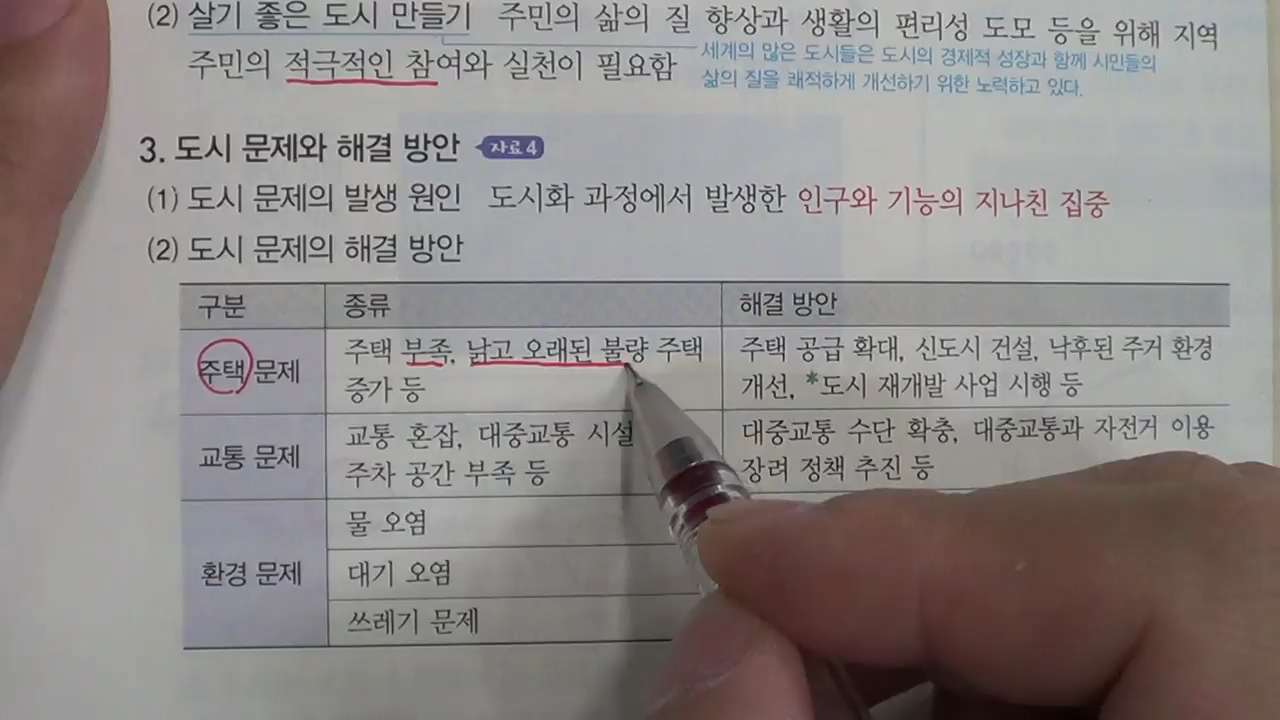 (2) 살기 좋은 도시 만들기 주민의 삶의 질 향상과 생활의 편리성 도모 등을 위해 지역
주민의 적극적인 참여와 실천이 필요함
세계의 많은 도시들은 도시의 경제적 성장과 함께 시민들의
삶의 질을 쾌적하게 개선하기 위한 노력하고 있다.
3. 도시 문제와 해결 방안 자료4
(1) 도시 문제의 발생 원인 도시화 과정에서 발생한 인구와 기능의 지나친 집중
(2) 도시 문제의 해결 방안
구분 종류 해결 방안
주택 문제
주택 부족, 낡고 오래된 불량 주택
증가 등
주택 공급 확대, 신도시 건설, 낙후된 주거 환경
개선, *도시 재개발 사업 시행 등
교통 문제
교통 혼잡, 대중교통 시설
주차 공간 부족 등
대중교통 수단 확충, 대중교통과 자전거 이용
장려 정책 추진 등
환경 문제
물 오염
대기 오염
쓰레기 문제